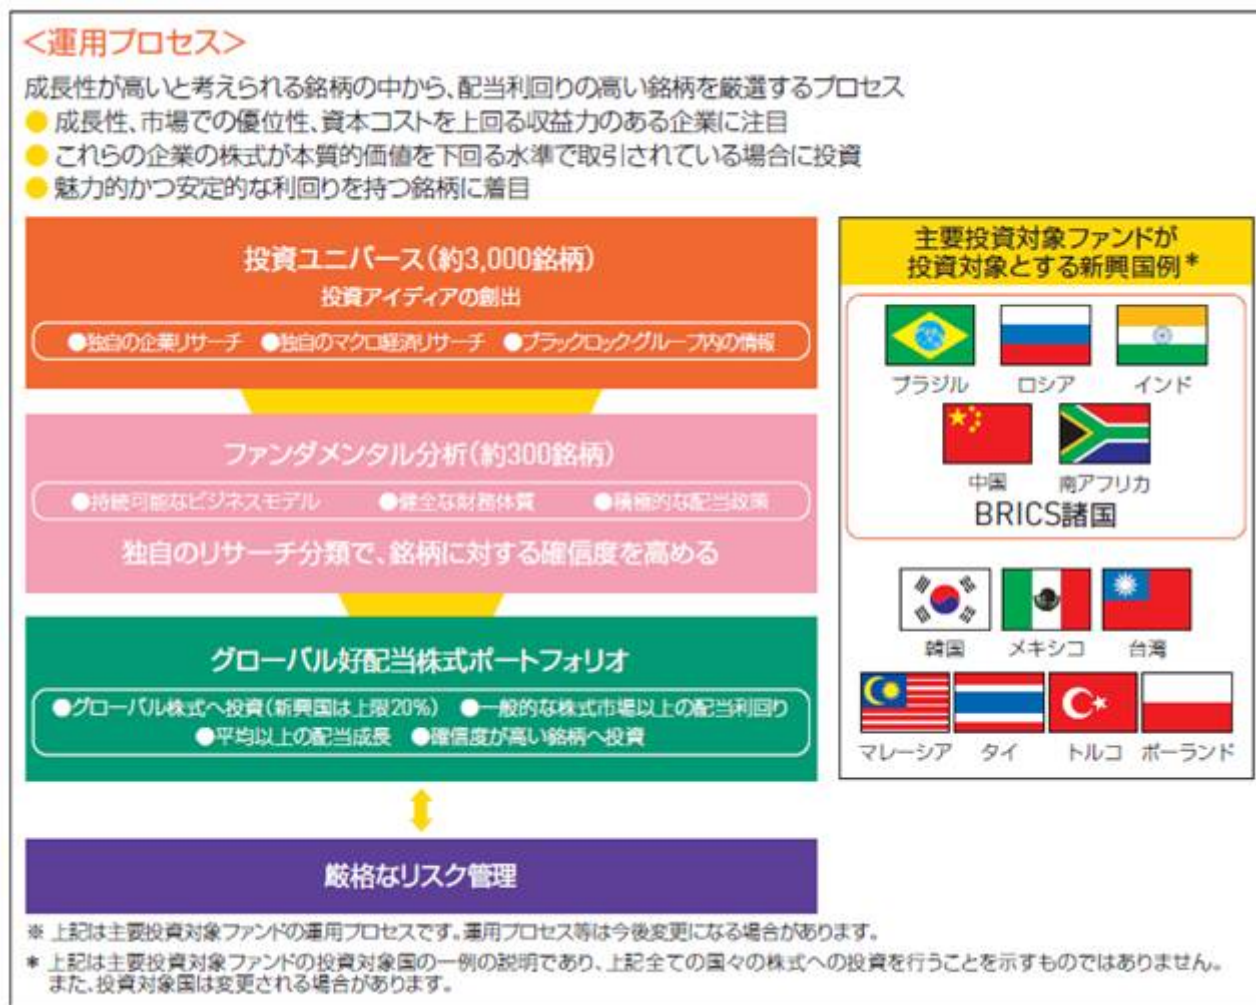 <運用プロセス>
成長性が高いと考えられる銘柄の中から、配当利回りの高い銘柄を厳選するプロセス
● 成長性、市場での優位性、資本コストを上回る収益力のある企業に注目
● これらの企業の株式が本質的価値を下回る水準で取引されている場合に投資
● 魅力的かつ安定的な利回りを持つ銘柄に着目
投資ユニバース(約3,000銘柄)
投資アイディアの創出
●独自の企業リサーチ ●独自のマクロ経済リサーチ ●ブラックロック・グループ内の情報
ファンダメンタル分析(約300銘柄)
●持続可能なビジネスモデル ●健全な財務体質 ●積極的な配当政策
独自のリサーチ分類で、銘柄に対する確信度を高める
グローバル好配当株式ポートフォリオ
●グローバル株式へ投資(新興国は上限20%) ●一般的な株式市場以上の配当利回り
●平均以上の配当成長 ●確信度が高い銘柄へ投資
厳格なリスク管理
主要投資対象ファンドが
投資対象とする新興国例*
ブラジル ロシア インド
中国 南アフリカ
BRICS諸国
韓国 メキシコ 台湾
マレーシア タイ トルコ ポーランド
※ 上記は主要投資対象ファンドの運用プロセスです。運用プロセス等は今後変更になる場合があります。
* 上記は主要投資対象ファンドの投資対象国の一例の説明であり、上記全ての国々の株式への投資を行うことを示すものではありません。
また、投資対象国は変更される場合があります。